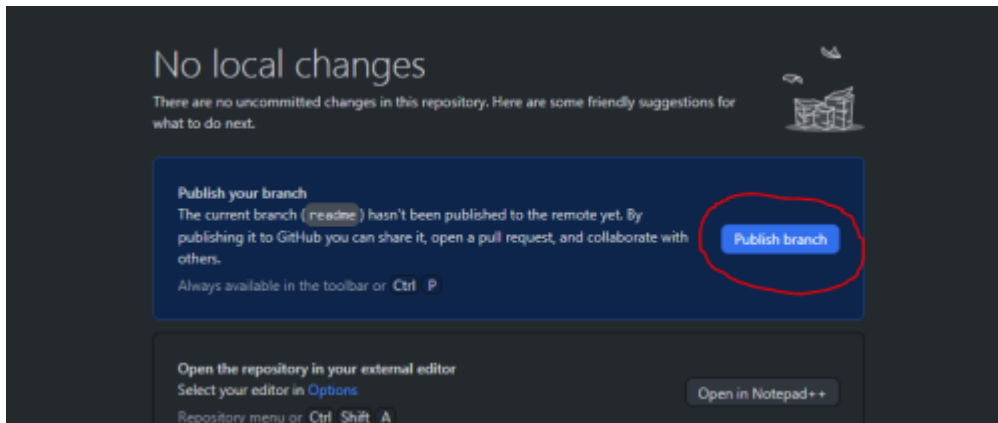 No local changes
There are no uncommitted changes in this repository. Here are some friendly suggestions for
what to do next.
Publish your branch
The current branch ( readme ) hasn't been published to the remote yet. By
publishing it to GitHub you can share it, open a pull request, and collaborate with
others.
Publish branch
Always available in the toolbar or Ctrl P
Open the repository in your external editor
Select your editor in Options
Open in Notepad++
Repository menu or Ctrl Shift A